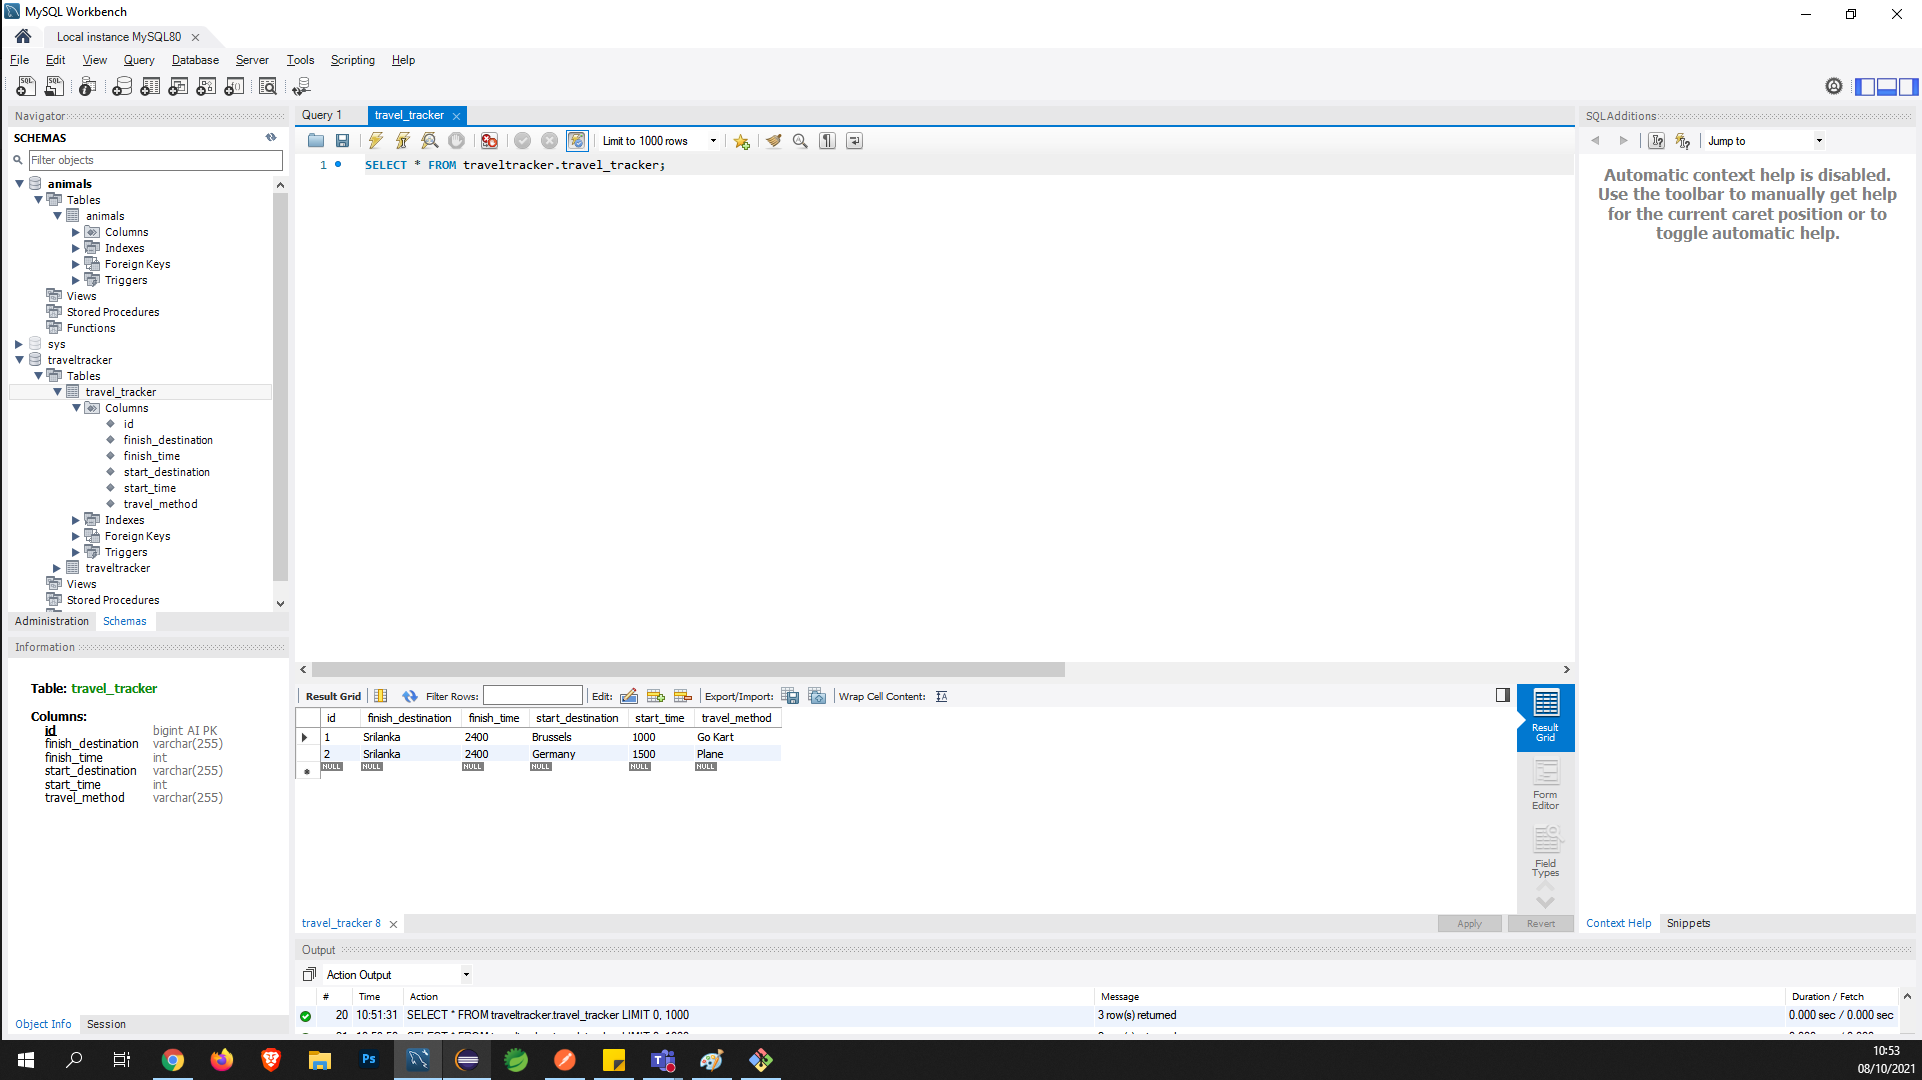 MySQL Workbench
Local instance MySQL80
File Edit View Query Database Server Tools Scripting Help
Navigator
SCHEMAS
Filter objects
animals
Tables
animals
Columns
Indexes
Foreign Keys
Triggers
Views
Stored Procedures
Functions
sys
traveltracker
Tables
travel_tracker
Columns
id
finish_destination
finish_time
start_destination
start_time
travel_method
Indexes
Foreign Keys
Triggers
traveltracker
Views
Stored Procedures
Administration Schemas
Information
Table: travel_tracker
Columns:
id bigint AI PK
finish_destination varchar(255)
finish_time int
start_destination varchar(255)
start_time int
travel_method varchar(255)
Object Info Session
Query 1 travel_tracker
Limit to 1000 rows
1 SELECT * FROM traveltracker.travel_tracker;
Result Grid Filter Rows: Edit: Export/Import: Wrap Cell Content:
id finish_destination finish_time start_destination start_time travel_method
1 Srilanka 2400 Brussels 1000 Go Kart
2 Srilanka 2400 Germany 1500 Plane
NULL NULL NULL NULL NULL NULL
Result
Grid
Form
Editor
Field
Types
travel_tracker 8
Apply Revert
Output
Action Output
# Time Action Message Duration / Fetch
20 10:51:31 SELECT * FROM traveltracker.travel_tracker LIMIT 0, 1000 3 row(s) returned 0.000 sec / 0.000 sec
SQLAdditions
Jump to
Automatic context help is disabled.
Use the toolbar to manually get help
for the current caret position or to
toggle automatic help.
Context Help Snippets
Ps
10:53
08/10/2021